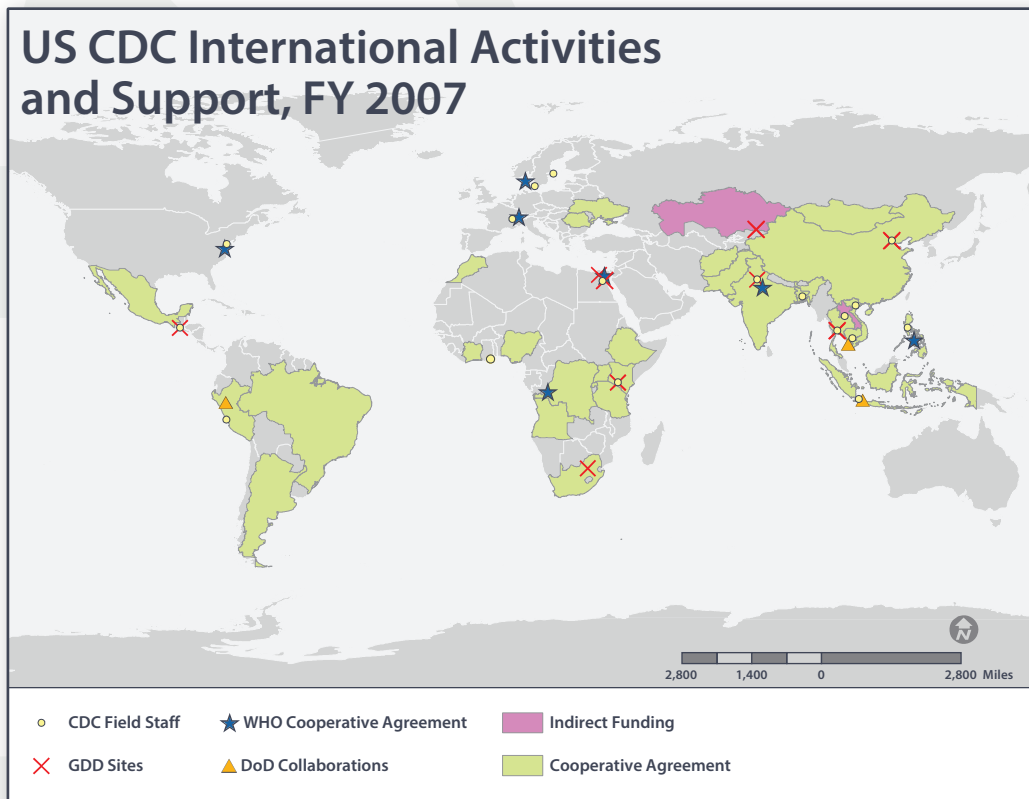 US CDC International Activities
and Support, FY 2007
N
2,800 1,400 0 2,800 Miles
CDC Field Staff WHO Cooperative Agreement Indirect Funding
GDD Sites DoD Collaborations Cooperative Agreement